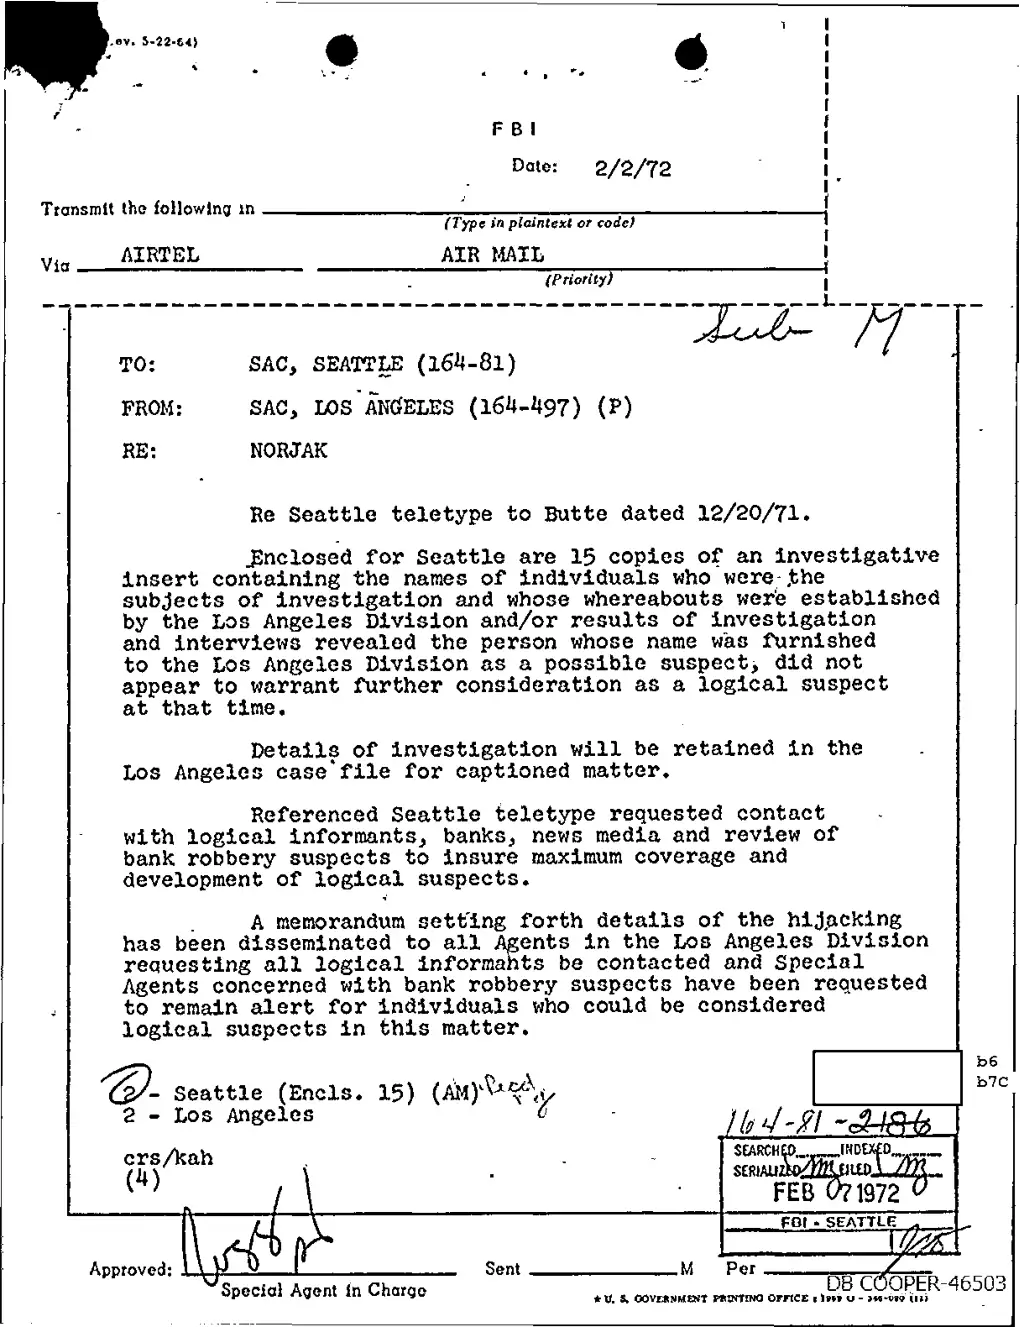 ev. 5-22-64)
FBI
Date: 2/2/72
Transmit the following in
(Type in plaintext or code)
Via AIRTEL AIR MAIL
(Priority)
Sub M
TO: SAC, SEATTLE (164-81)
FROM: SAC, LOS ANGELES (164-497) (P)
RE: NORJAK
Re Seattle teletype to Butte dated 12/20/71.
Enclosed for Seattle are 15 copies of an investigative
insert containing the names of individuals who were the
subjects of investigation and whose whereabouts were established
by the Los Angeles Division and/or results of investigation
and interviews revealed the person whose name was furnished
to the Los Angeles Division as a possible suspect, did not
appear to warrant further consideration as a logical suspect
at that time.
Details of investigation will be retained in the
Los Angeles case file for captioned matter.
Referenced Seattle teletype requested contact
with logical informants, banks, news media and review of
bank robbery suspects to insure maximum coverage and
development of logical suspects.
A memorandum setting forth details of the hijacking
has been disseminated to all Agents in the Los Angeles Division
requesting all logical informants be contacted and Special
Agents concerned with bank robbery suspects have been requested
to remain alert for individuals who could be considered
logical suspects in this matter.
b6
b7C
2 - Seattle (Encls. 15) (AM)
2 - Los Angeles
164-81-2186
crs/kah
(4)
SEARCHED INDEXED
SERIALIZED FILED
FEB 07 1972
FBI - SEATTLE
Approved: Sent M Per
Special Agent in Charge
DB COOPER-46503
★ U. S. GOVERNMENT PRINTING OFFICE